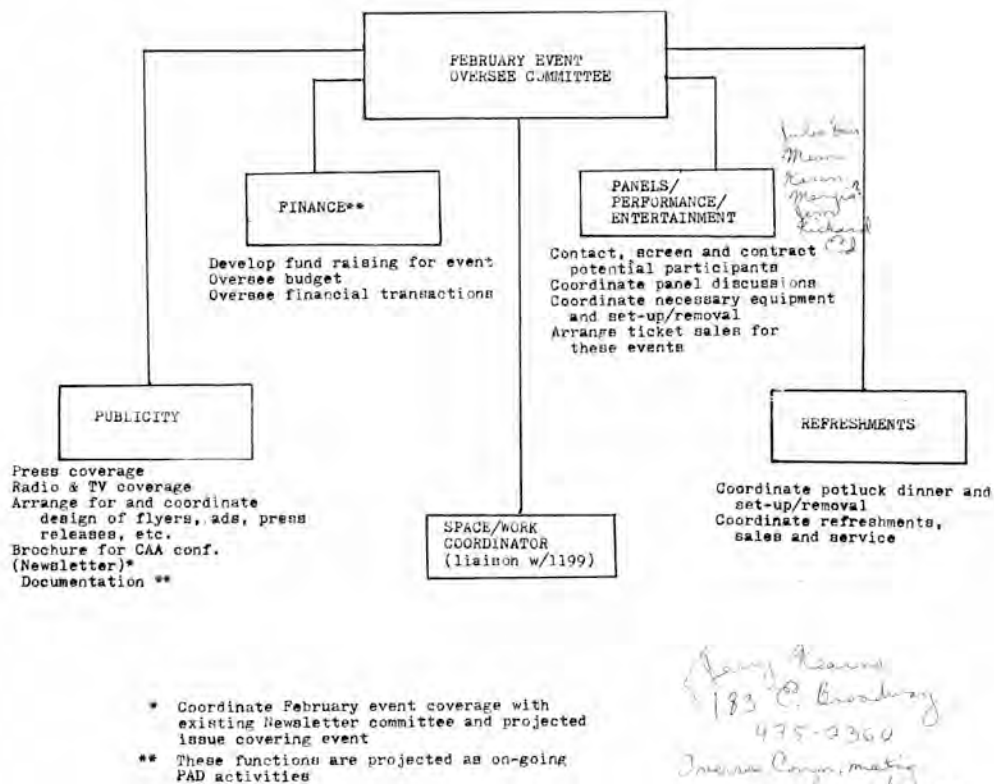 FEBRUARY EVENT
OVERSEE COMMITTEE
FINANCE**
Develop fund raising for event
Oversee budget
Oversee financial transactions
PANELS/
PERFORMANCE/
ENTERTAINMENT
Contact, screen and contract
potential participants
Coordinate panel discussions
Coordinate necessary equipment
and set-up/removal
Arrange ticket sales for
these events
Karen
Richard
Ed
PUBLICITY
Press coverage
Radio & TV coverage
Arrange for and coordinate
design of flyers, ads, press
releases, etc.
Brochure for CAA conf.
(Newsletter)*
Documentation **
SPACE/WORK
COORDINATOR
(liaison w/1199)
REFRESHMENTS
Coordinate potluck dinner and
set-up/removal
Coordinate refreshments,
sales and service
* Coordinate February event coverage with
existing Newsletter committee and projected
issue covering event
** These functions are projected as on-going
PAD activities
183 E. Broadway
475-2360